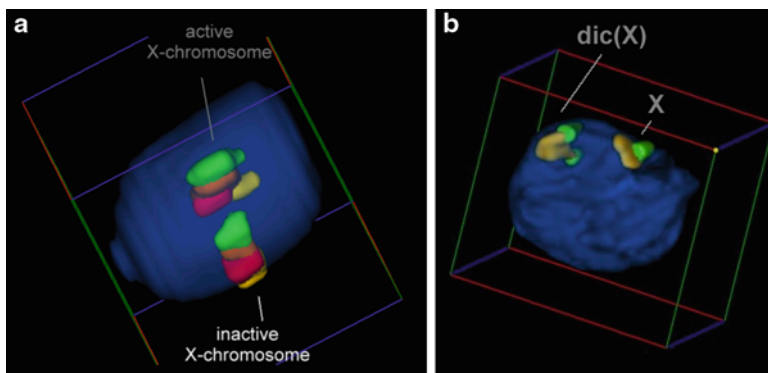 a
active
X-chromosome
inactive
X-chromosome
b
dic(X)
X